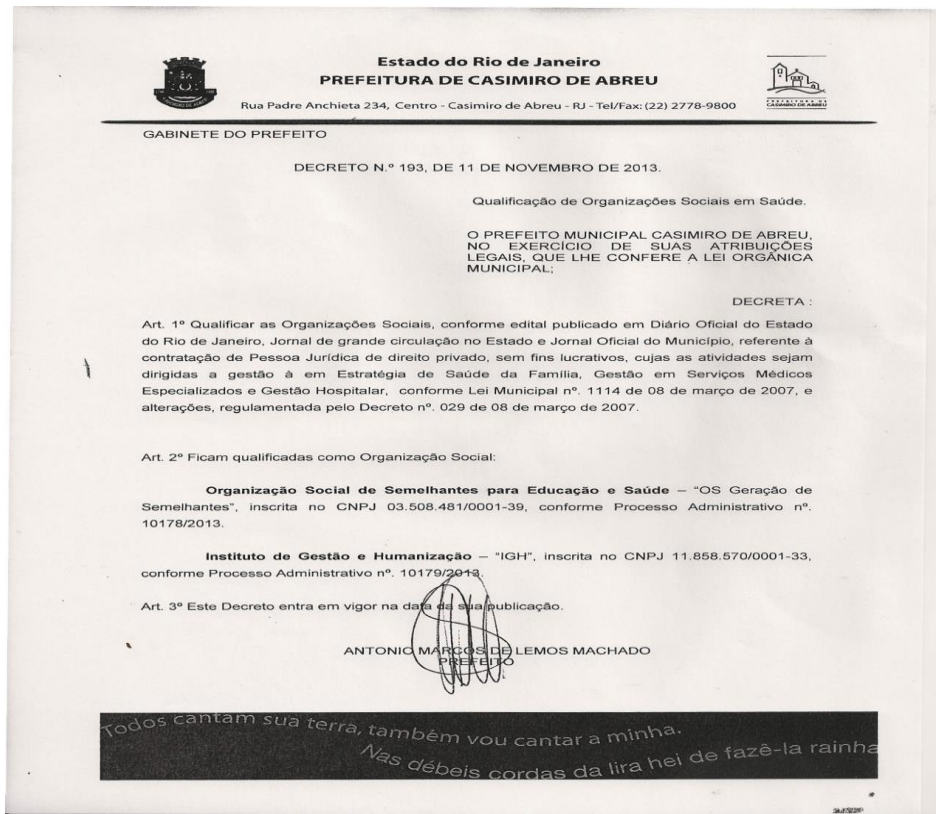 Estado do Rio de Janeiro
PREFEITURA DE CASIMIRO DE ABREU
Rua Padre Anchieta 234, Centro - Casimiro de Abreu - RJ - Tel/Fax: (22) 2778-9800
CASIMIRO DE ABREU
PREFEITURA DE
CASIMIRO DE ABREU
GABINETE DO PREFEITO
DECRETO N.º 193, DE 11 DE NOVEMBRO DE 2013.
Qualificação de Organizações Sociais em Saúde.
O PREFEITO MUNICIPAL CASIMIRO DE ABREU,
NO EXERCÍCIO DE SUAS ATRIBUIÇÕES
LEGAIS, QUE LHE CONFERE A LEI ORGÂNICA
MUNICIPAL;
DECRETA :
Art. 1º Qualificar as Organizações Sociais, conforme edital publicado em Diário Oficial do Estado
do Rio de Janeiro, Jornal de grande circulação no Estado e Jornal Oficial do Município, referente à
contratação de Pessoa Jurídica de direito privado, sem fins lucrativos, cujas as atividades sejam
dirigidas a gestão à em Estratégia de Saúde da Família, Gestão em Serviços Médicos
Especializados e Gestão Hospitalar, conforme Lei Municipal nº. 1114 de 08 de março de 2007, e
alterações, regulamentada pelo Decreto nº. 029 de 08 de março de 2007.
Art. 2º Ficam qualificadas como Organização Social:
Organização Social de Semelhantes para Educação e Saúde – “OS Geração de
Semelhantes”, inscrita no CNPJ 03.508.481/0001-39, conforme Processo Administrativo nº.
10178/2013.
Instituto de Gestão e Humanização – “IGH”, inscrita no CNPJ 11.858.570/0001-33,
conforme Processo Administrativo nº. 10179/2013.
Art. 3º Este Decreto entra em vigor na data da sua publicação.
ANTONIO MARCOS DE LEMOS MACHADO
PREFEITO
Todos cantam sua terra, também vou cantar a minha.
Nas débeis cordas da lira hei de fazê-la rainha